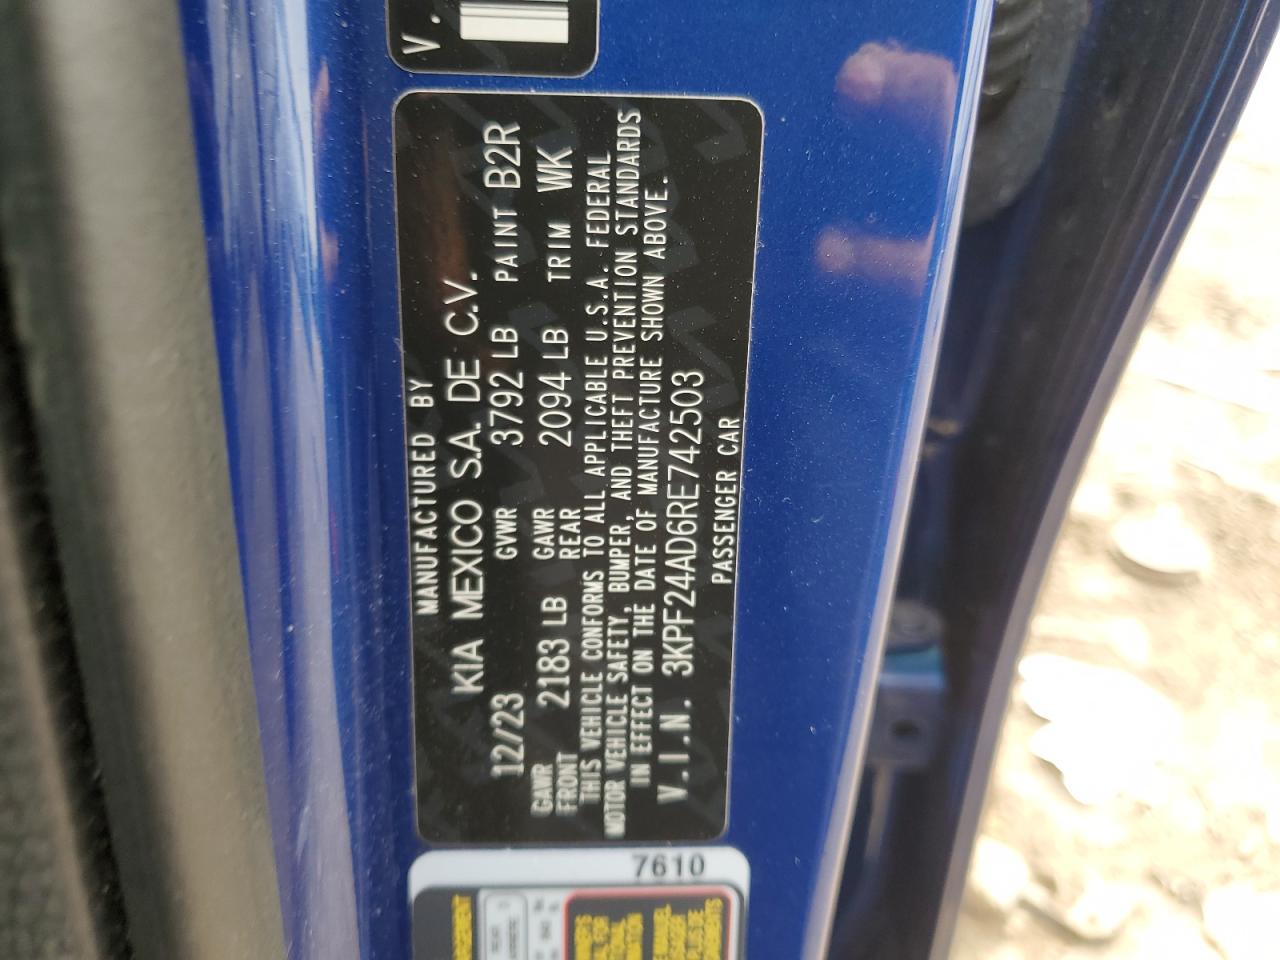 V.
MANUFACTURED BY
KIA MEXICO S.A. DE C.V.
12/23 GVWR 3792 LB PAINT B2R
GAWR FRONT 2183 LB GAWR REAR 2094 LB TRIM WK
THIS VEHICLE CONFORMS TO ALL APPLICABLE U.S.A. FEDERAL
MOTOR VEHICLE SAFETY, BUMPER, AND THEFT PREVENTION STANDARDS
IN EFFECT ON THE DATE OF MANUFACTURE SHOWN ABOVE.
V.I.N. 3KPF24AD6RE742503
PASSENGER CAR
7610